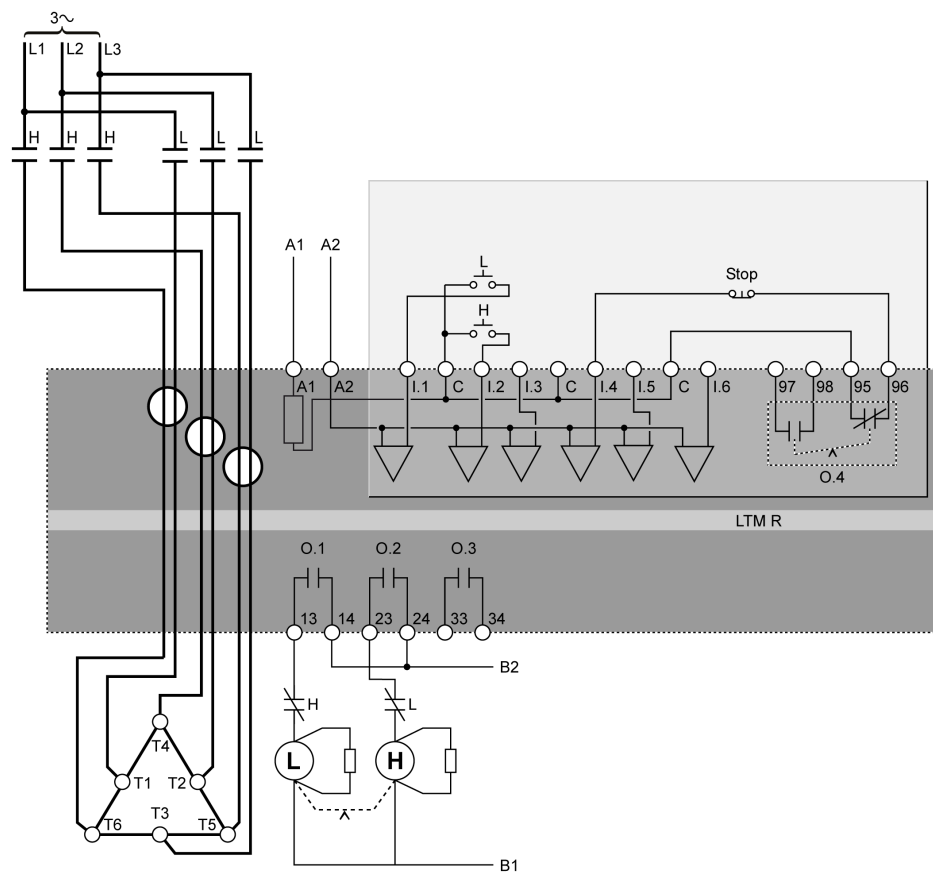 3~
L1 L2 L3
H H H L L L
A1 A2
L
H
Stop
A1 A2 I.1 C I.2 I.3 C I.4 I.5 C I.6 97 98 95 96
O.4
LTM R
O.1 O.2 O.3
13 14 23 24 33 34
B2
H L
L H
T4
T1 T2
T6 T3 T5
B1